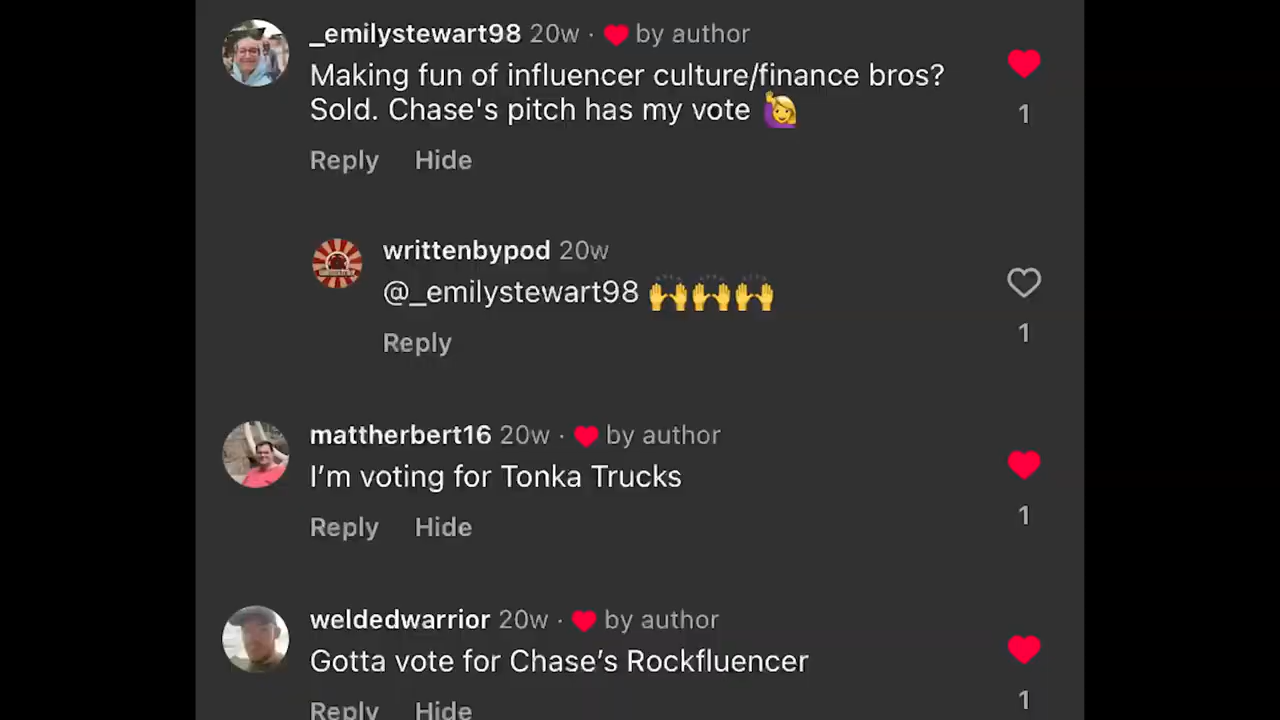 _emilystewart98 20w · ❤️ by author
Making fun of influencer culture/finance bros?
Sold. Chase's pitch has my vote 🙋‍♀️
1
Reply Hide
writtenbypod 20w
@_emilystewart98 🙌🙌🙌
1
Reply
mattherbert16 20w · ❤️ by author
I’m voting for Tonka Trucks
1
Reply Hide
weldedwarrior 20w · ❤️ by author
Gotta vote for Chase’s Rockfluencer
1
Reply Hide